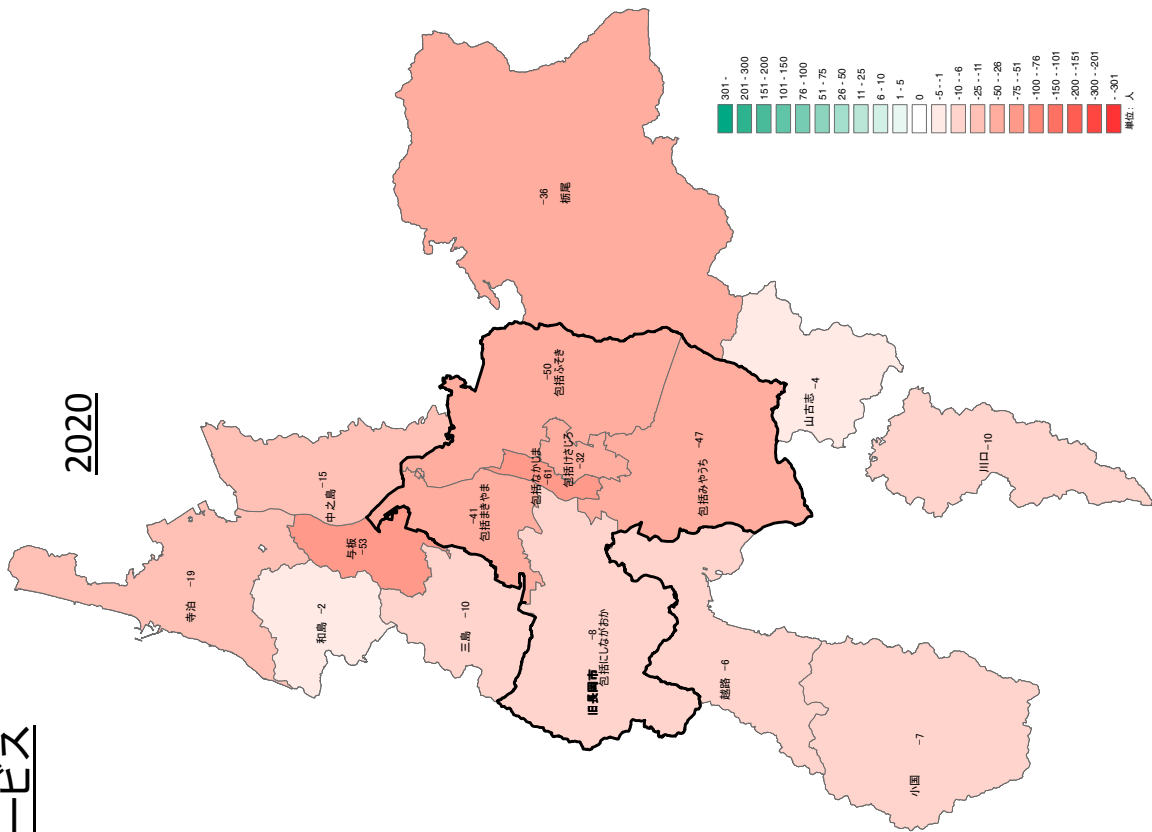 ービス
2020
-36
栃尾
-50
包括ふそき
-47
包括みやうち
包括なかじま
-61
包括けさじろ
-32
-41
包括まきやま
-15
中之島
与板
-53
-19
寺泊
-2
和島
-10
三島
-8
包括にしながおか
旧長岡市
-6
越路
-7
小国
-4
山古志
-10
川口
301 -
201 - 300
151 - 200
101 - 150
76 - 100
51 - 75
26 - 50
11 - 25
6 - 10
1 - 5
0
-5 - -1
-10 - -6
-25 - -11
-50 - -26
-75 - -51
-100 - -76
-150 - -101
-200 - -151
-300 - -201
- -301
単位：人